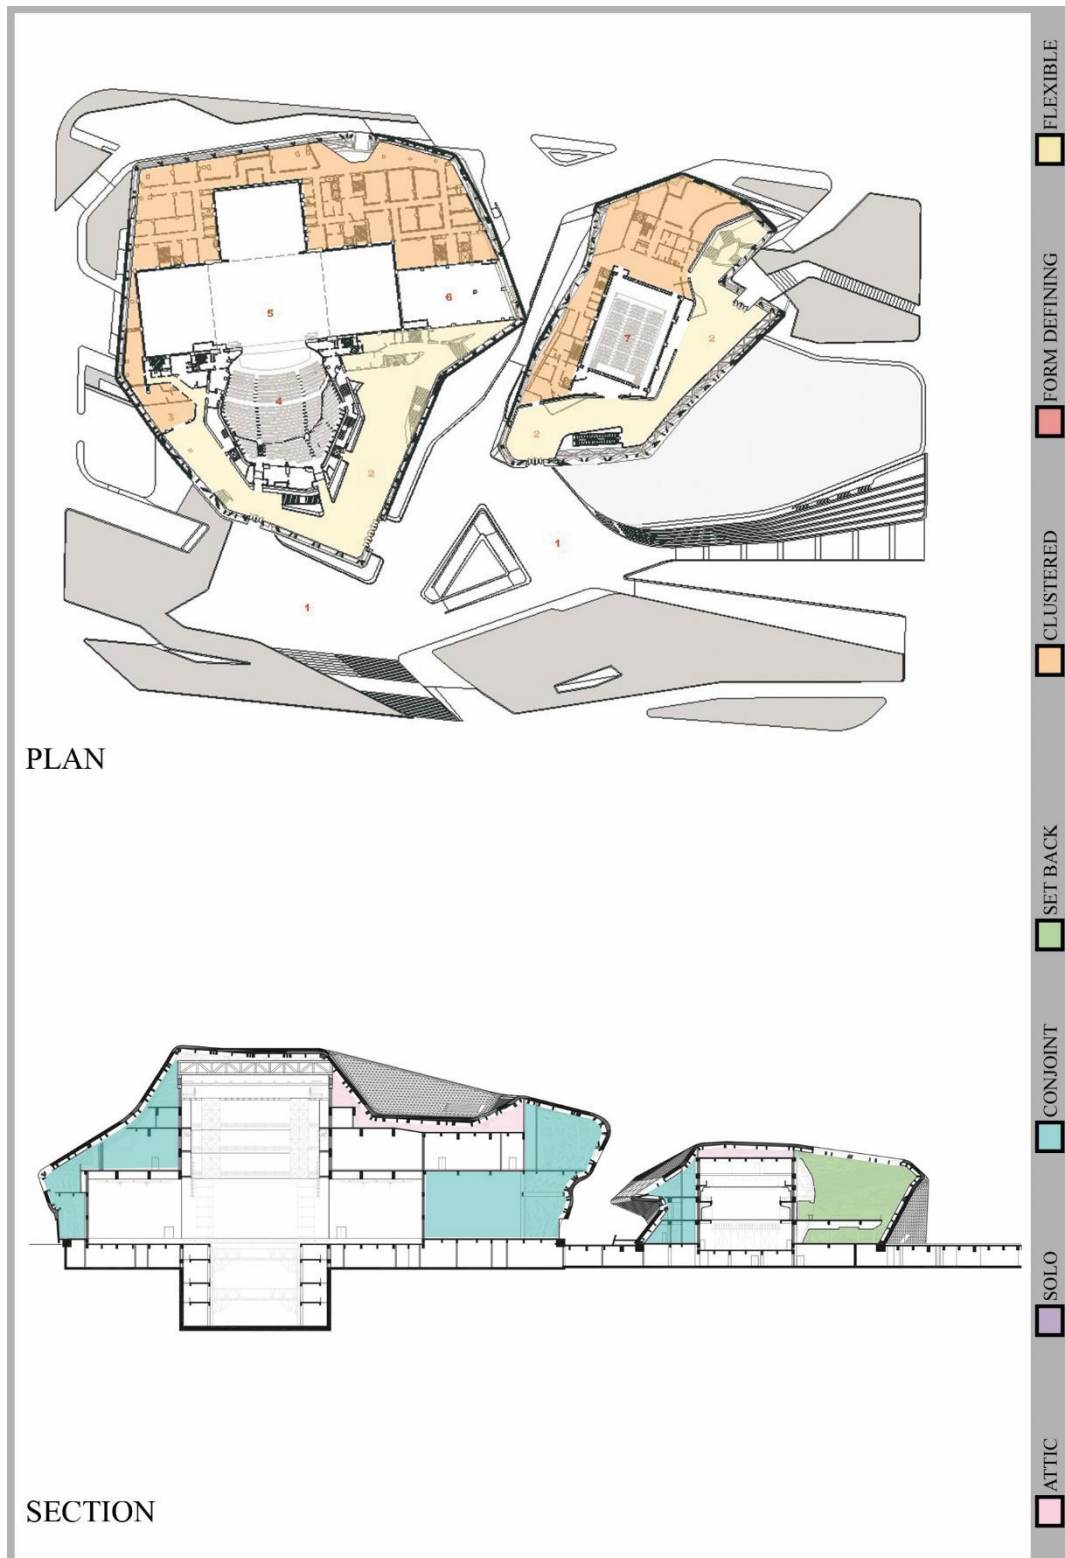 6
5
7
2
4
3
2
2
1
1
PLAN
SECTION
FLEXIBLE
FORM DEFINING
CLUSTERED
SET BACK
CONJOINT
SOLO
ATTIC